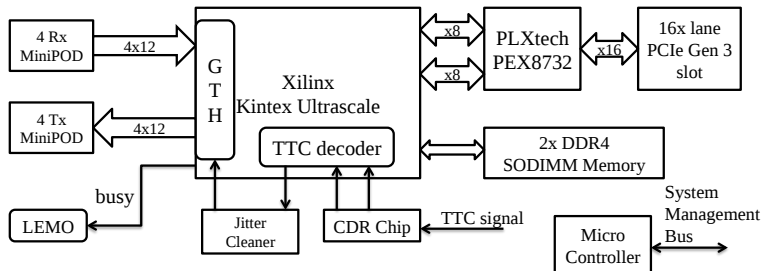 4 Rx
MiniPOD
4x12
G
T
H
Xilinx
Kintex Ultrascale
x8
x8
PLXtech
PEX8732
x16
16x lane
PCIe Gen 3
slot
4 Tx
MiniPOD
4x12
TTC decoder
2x DDR4
SODIMM Memory
busy
LEMO
Jitter
Cleaner
CDR Chip
TTC signal
Micro
Controller
System
Management
Bus